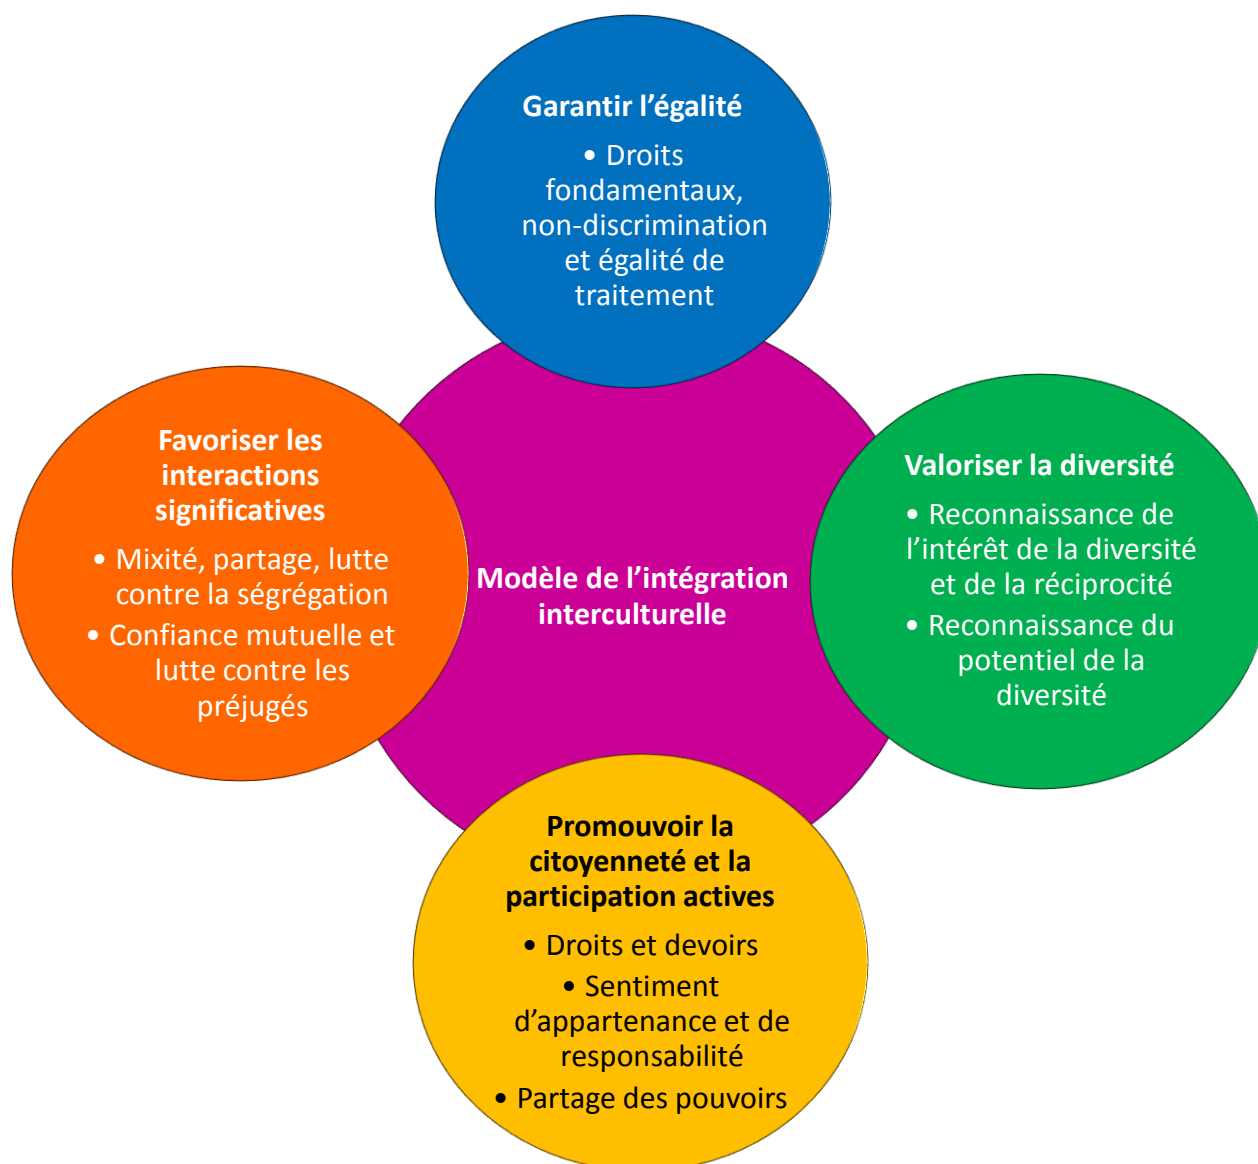 Garantir l’égalité
• Droits
fondamentaux,
non-discrimination
et égalité de
traitement
Favoriser les
interactions
significatives
• Mixité, partage, lutte
contre la ségrégation
• Confiance mutuelle et
lutte contre les
préjugés
Modèle de l’intégration
interculturelle
Valoriser la diversité
• Reconnaissance de
l’intérêt de la diversité
et de la réciprocité
• Reconnaissance du
potentiel de la
diversité
Promouvoir la
citoyenneté et la
participation actives
• Droits et devoirs
• Sentiment
d’appartenance et de
responsabilité
• Partage des pouvoirs